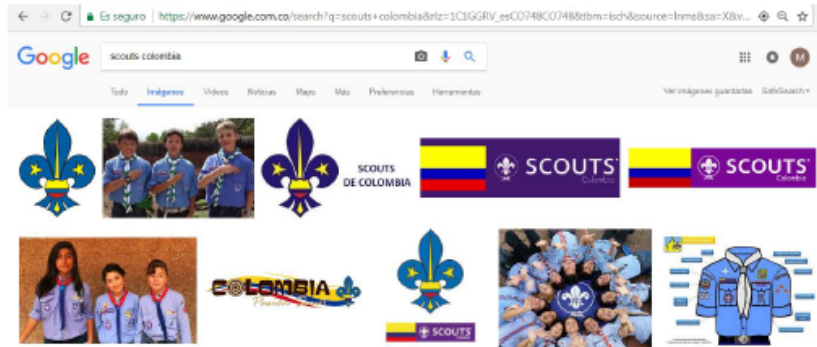 Es seguro | https://www.google.com.co/search?q=scouts+colombia&rlz=1C1GGRV_esCO748CO748&tbm=isch&source=lnms&sa=X&v...
Google
scouts colombia
M
Todo Imágenes Vídeos Noticias Maps Más Preferencias Herramientas
Ver imágenes guardadas SafeSearch
SCOUTS
DE COLOMBIA
SCOUTS
Colombia
SCOUTS
Colombia
COLOMBIA
SCOUTS